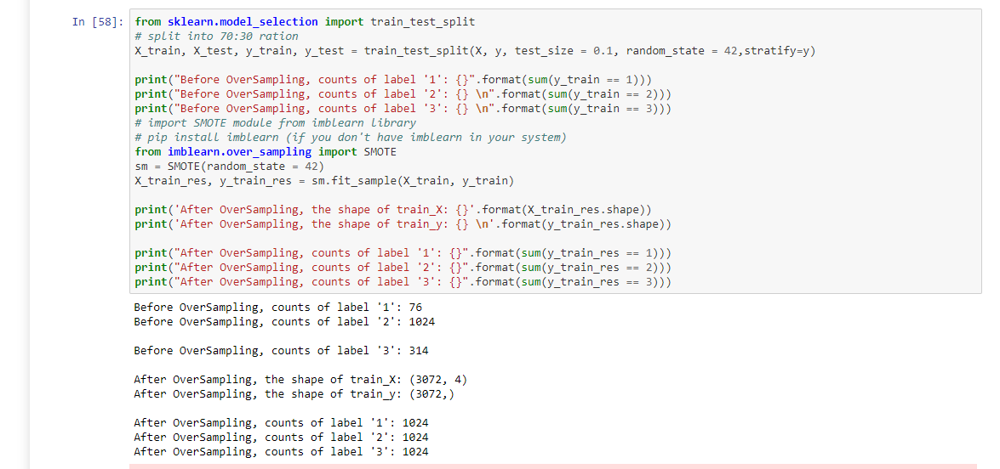 In [58]: from sklearn.model_selection import train_test_split
# split into 70:30 ration
X_train, X_test, y_train, y_test = train_test_split(X, y, test_size = 0.1, random_state = 42,stratify=y)
print("Before OverSampling, counts of label '1': {}".format(sum(y_train == 1)))
print("Before OverSampling, counts of label '2': {} \n".format(sum(y_train == 2)))
print("Before OverSampling, counts of label '3': {} \n".format(sum(y_train == 3)))
# import SMOTE module from imblearn library
# pip install imblearn (if you don't have imblearn in your system)
from imblearn.over_sampling import SMOTE
sm = SMOTE(random_state = 42)
X_train_res, y_train_res = sm.fit_sample(X_train, y_train)
print('After OverSampling, the shape of train_X: {}'.format(X_train_res.shape))
print('After OverSampling, the shape of train_y: {} \n'.format(y_train_res.shape))
print("After OverSampling, counts of label '1': {}".format(sum(y_train_res == 1)))
print("After OverSampling, counts of label '2': {}".format(sum(y_train_res == 2)))
print("After OverSampling, counts of label '3': {}".format(sum(y_train_res == 3)))
Before OverSampling, counts of label '1': 76
Before OverSampling, counts of label '2': 1024
Before OverSampling, counts of label '3': 314
After OverSampling, the shape of train_X: (3072, 4)
After OverSampling, the shape of train_y: (3072,)
After OverSampling, counts of label '1': 1024
After OverSampling, counts of label '2': 1024
After OverSampling, counts of label '3': 1024